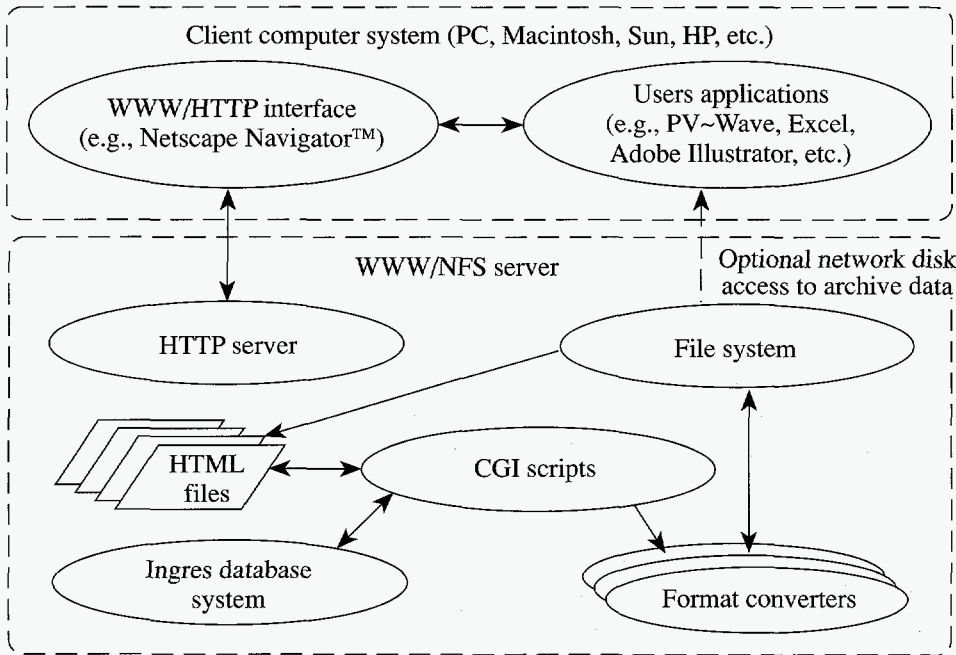 Client computer system (PC, Macintosh, Sun, HP, etc.)
WWW/HTTP interface
(e.g., Netscape Navigator™)
Users applications
(e.g., PV~Wave, Excel,
Adobe Illustrator, etc.)
WWW/NFS server
Optional network disk
access to archive data
HTTP server
File system
HTML
files
CGI scripts
Ingres database
system
Format converters